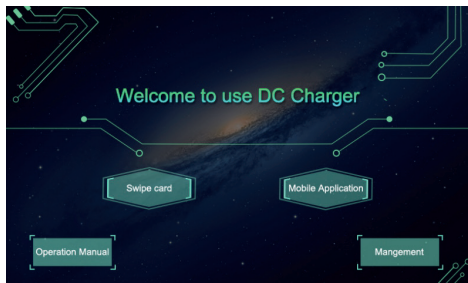 Welcome to use DC Charger
Swipe card
Mobile Application
Operation Manual
Mangement